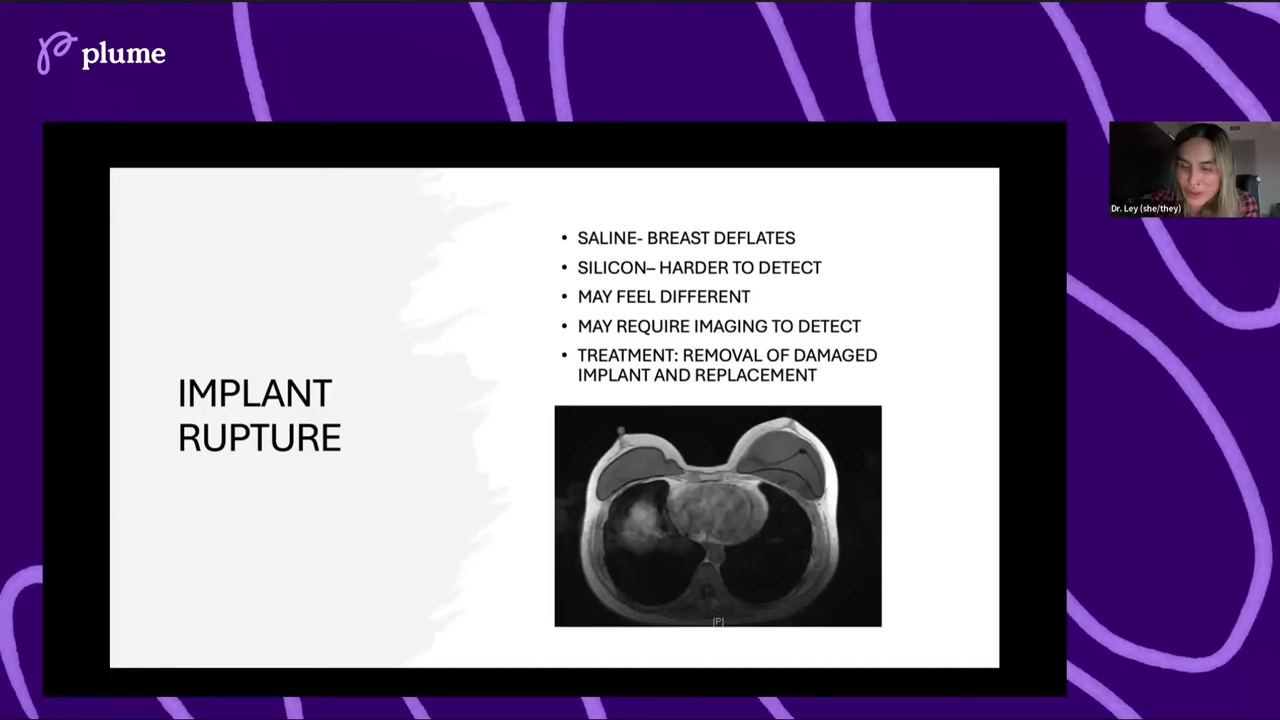 plume
Dr. Ley (she/they)
IMPLANT
RUPTURE
• SALINE- BREAST DEFLATES
• SILICON– HARDER TO DETECT
• MAY FEEL DIFFERENT
• MAY REQUIRE IMAGING TO DETECT
• TREATMENT: REMOVAL OF DAMAGED
IMPLANT AND REPLACEMENT
[P]